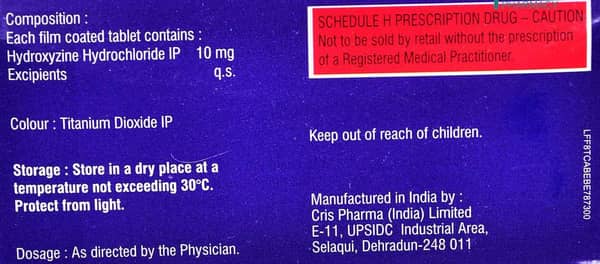 Composition :
Each film coated tablet contains :
Hydroxyzine Hydrochloride IP 10 mg
Excipients q.s.
Colour : Titanium Dioxide IP
Storage : Store in a dry place at a
temperature not exceeding 30°C.
Protect from light.
Dosage : As directed by the Physician.
SCHEDULE H PRESCRIPTION DRUG – CAUTION
Not to be sold by retail without the prescription
of a Registered Medical Practitioner.
Keep out of reach of children.
Manufactured in India by :
Cris Pharma (India) Limited
E-11, UPSIDC Industrial Area,
Selaqui, Dehradun-248 011
LFF8TCABEBE787300